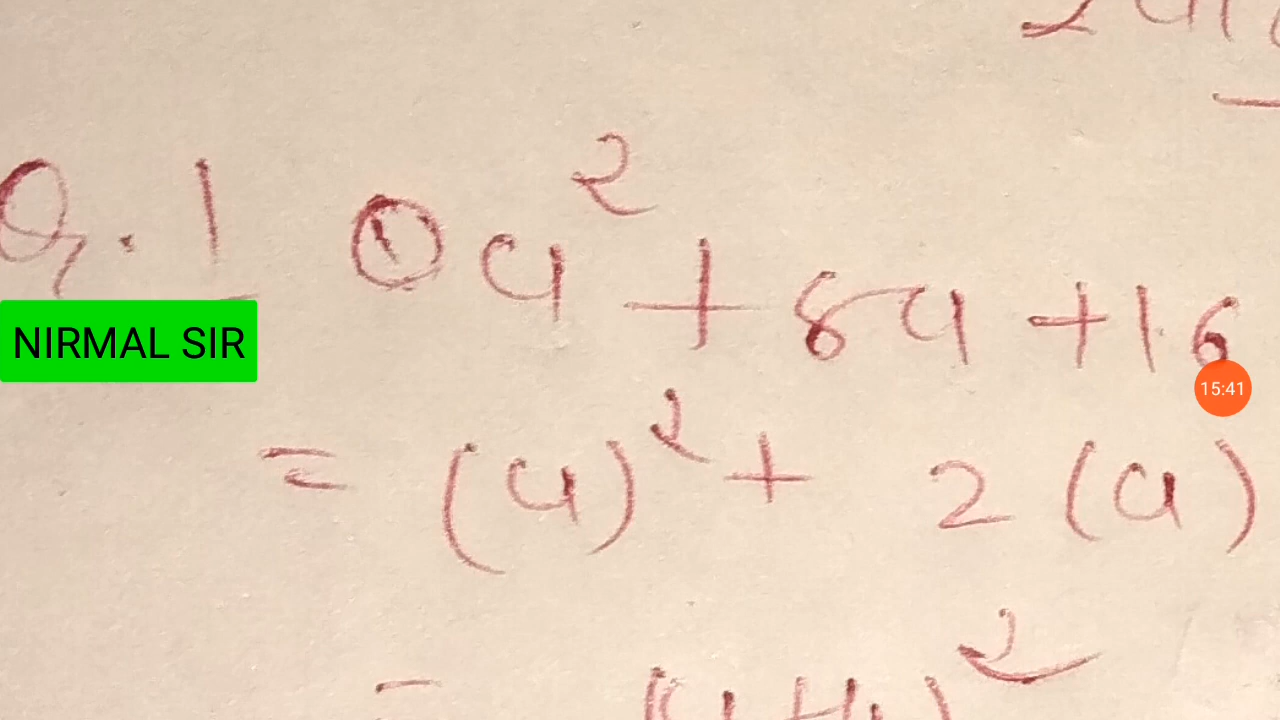 Q.1 ① a² + 8a + 16
NIRMAL SIR
15:41
= (a)² + 2 (a)